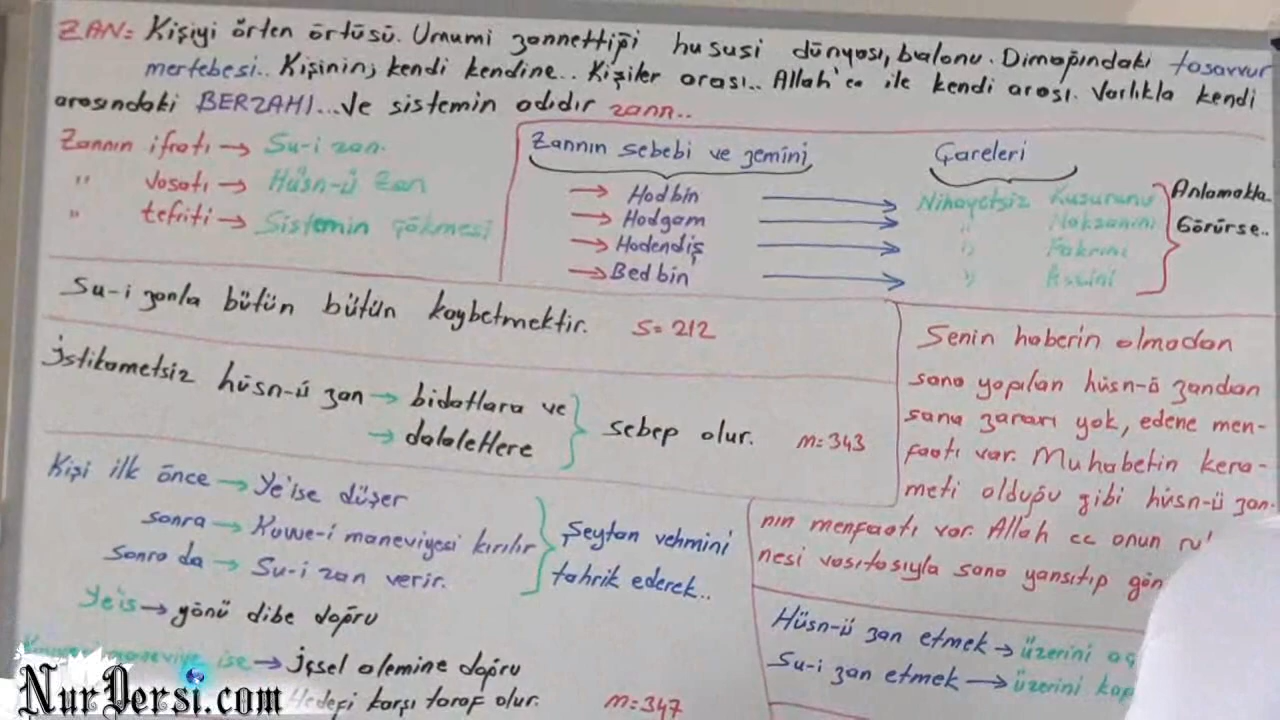 ZAN= Kişiyi örten örtüsü. Umumi zannettiği hususi dünyası, balonu. Dimağındaki tasavvur
mertebesi.. Kişinin, kendi kendine.. Kişiler arası.. Allah'cc ile kendi arası. Varlıkla kendi
arasındaki BERZAHI... Ve sistemin adıdır zann..
Zannın ifratı → Su-i zan.
" vasatı → Hüsn-ü Zan
" tefriti → Sistemin Çökmesi
Zannın sebebi ve zemini
Çareleri
→ Hodbin → Nihayetsiz Kusurunu
→ Hodgam → " Noksanını
→ Hodendiş → " Fakrını
→ Bedbin → " Aczini
Anlamakla
Görürse..
Su-i zanla bütün bütün kaybetmektir. S=212
İstikametsiz hüsn-ü zan → bidatlara ve
→ dalaletlere
sebep olur. m=343
Kişi ilk önce → Ye'ise düşer
sonra → Kuvve-i maneviyesi kırılır
sonra da → Su-i zan verir.
Şeytan vehmini
tahrik ederek..
Ye'is → yönü dibe doğru
ise → İçsel alemine doğru
Hedefi karşı taraf olur. m=347
Senin haberin olmadan
sana yapılan hüsn-ü zandan
sana zararı yok, edene men-
faatı var. Muhabetin kera-
meti olduğu gibi hüsn-ü zan-
nın menfaatı var. Allah cc onun
nesi vasıtasıyla sana yansıtıp
Hüsn-ü zan etmek → üzerini
Su-i zan etmek → üzerini
NurDersi.com